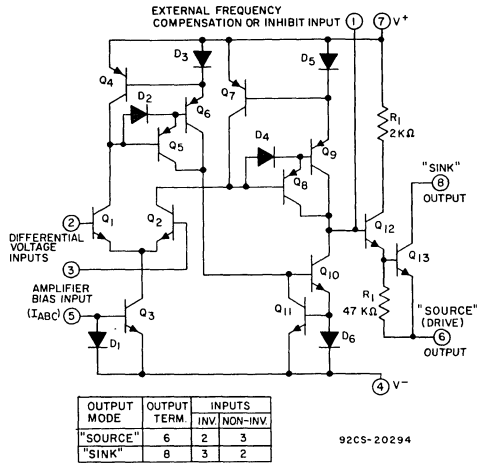 EXTERNAL FREQUENCY
COMPENSATION OR INHIBIT INPUT
1
7 V+
D3
D5
Q4
Q7
D2
Q6
R1
2KΩ
D4
Q5
Q9
"SINK"
8
OUTPUT
Q8
2
Q1
Q2
Q12
DIFFERENTIAL
VOLTAGE
INPUTS
Q13
3
Q10
AMPLIFIER
BIAS INPUT
(IABC) 5
R1
47 KΩ
"SOURCE"
(DRIVE)
6
OUTPUT
Q3
Q11
D1
D6
4 V-
OUTPUT MODE OUTPUT TERM. INPUTS
INV. NON-INV.
"SOURCE" 6 2 3
"SINK" 8 3 2
92CS-20294